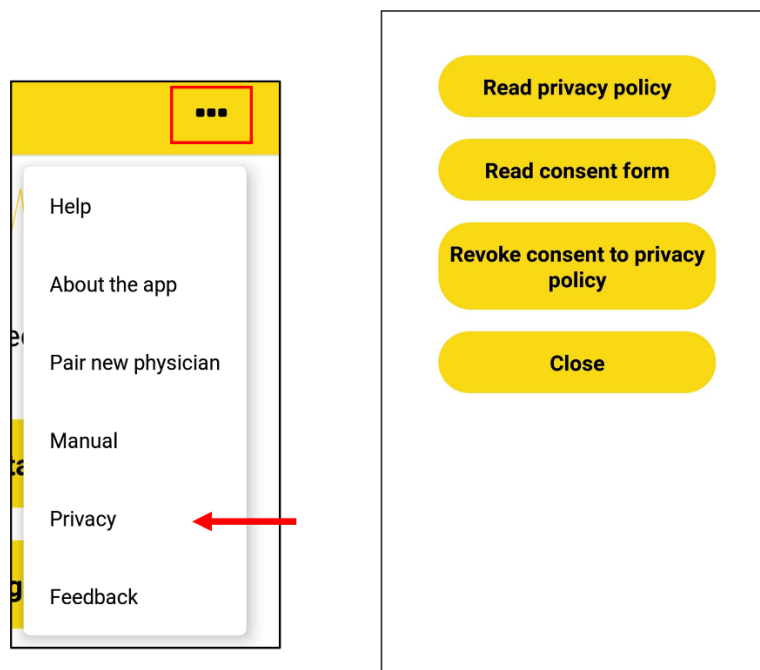 Help
About the app
Pair new physician
Manual
Privacy
Feedback
Read privacy policy
Read consent form
Revoke consent to privacy
policy
Close